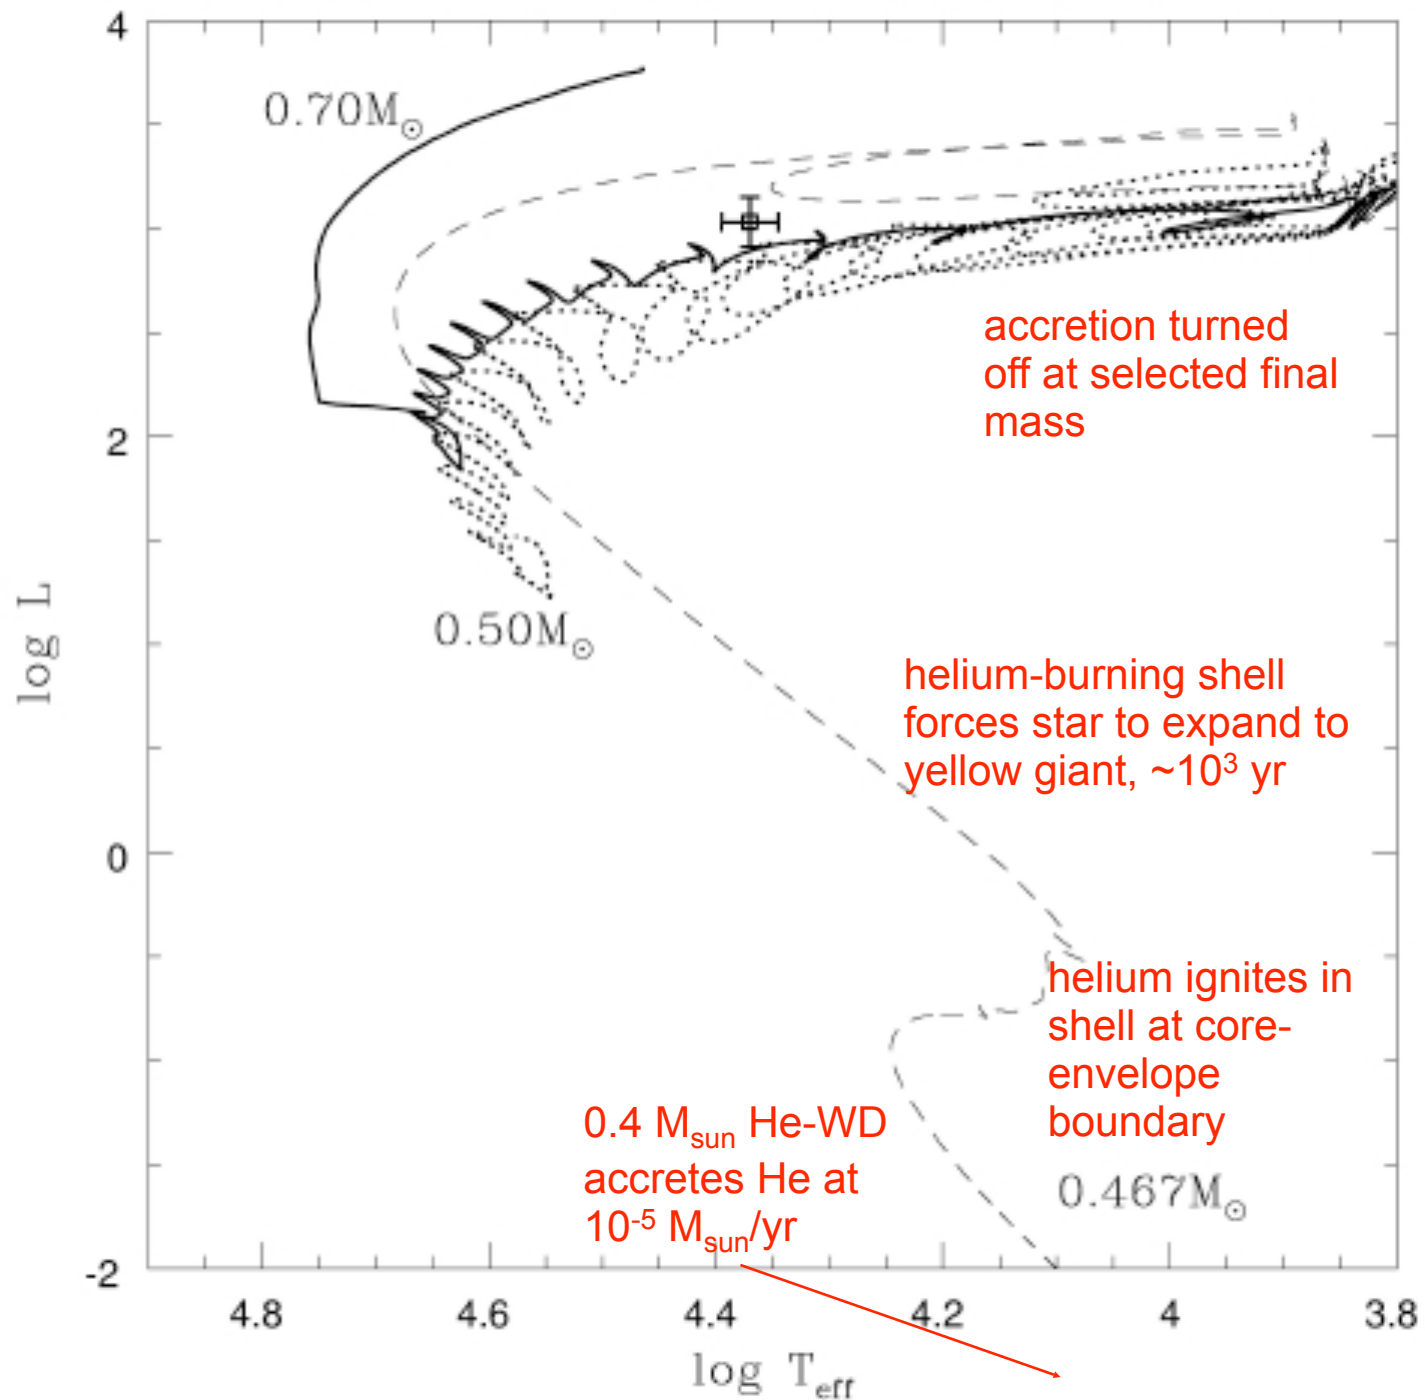 4
0.70M⊙
accretion turned
off at selected final
mass
2
0.50M⊙
log L
helium-burning shell
forces star to expand to
yellow giant, ~10³ yr
0
helium ignites in
shell at core-
envelope
boundary
0.4 Msun He-WD
accretes He at
10⁻⁵ Msun/yr
0.467M⊙
-2
4.8 4.6 4.4 4.2 4 3.8
log Teff